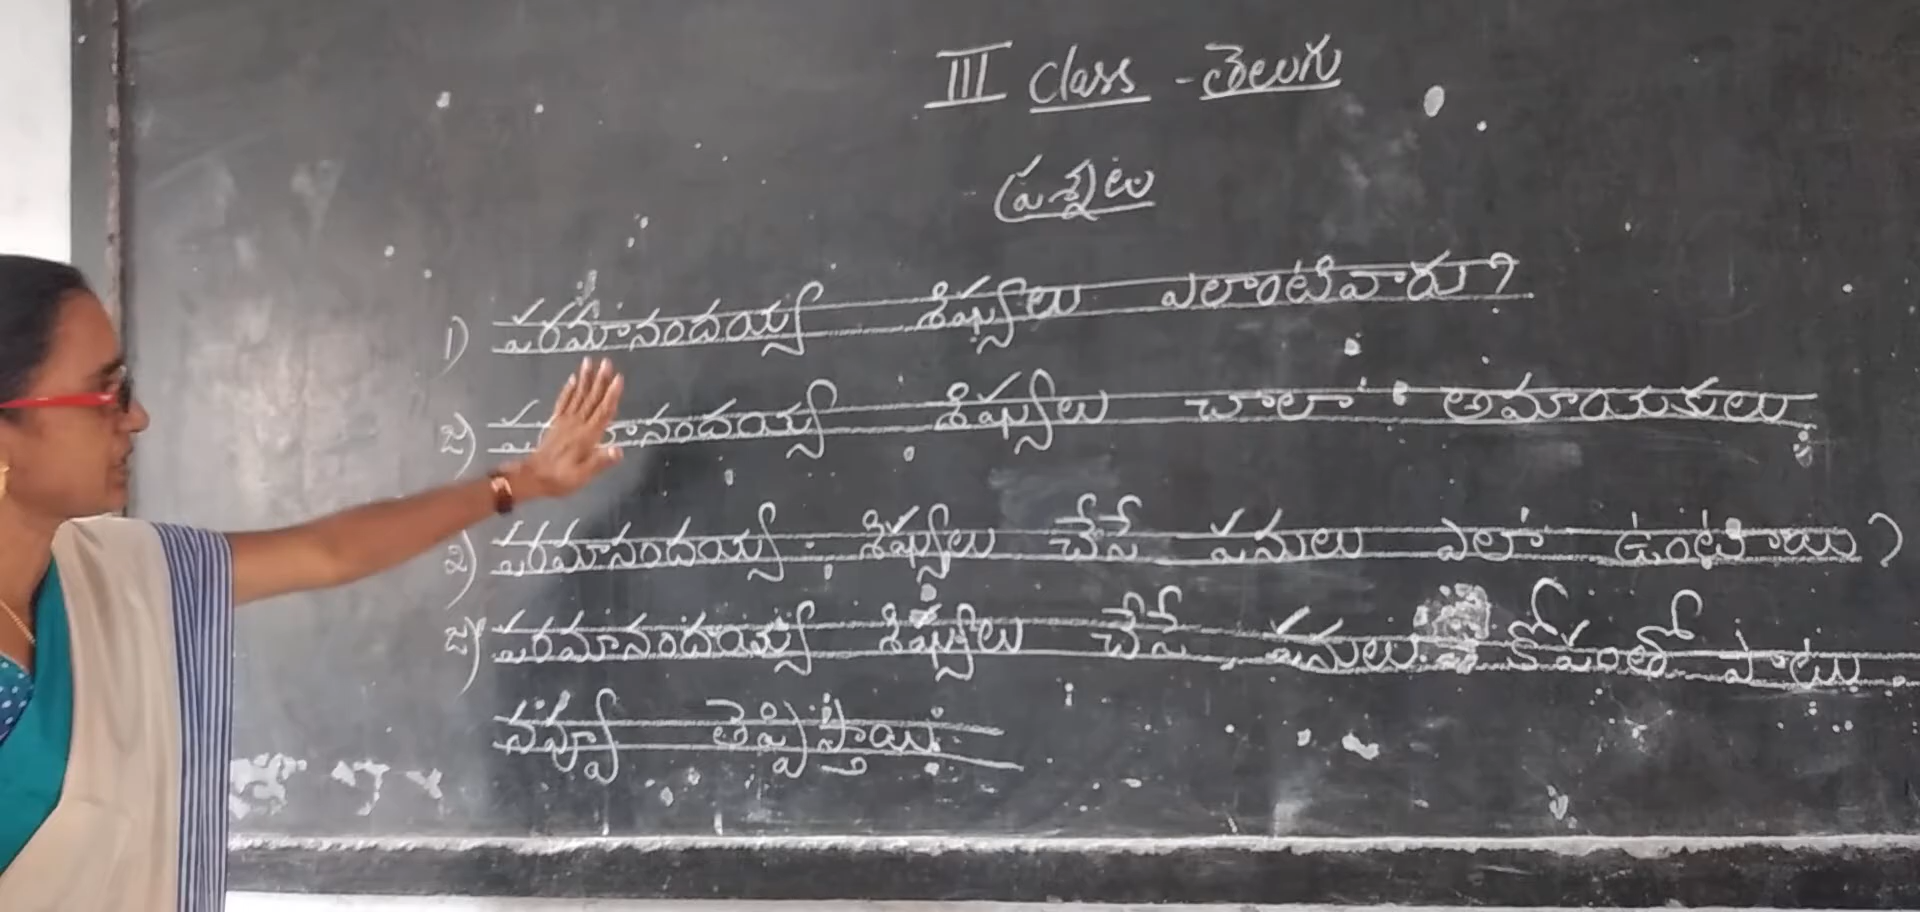 III Class - తెలుగు
ప్రశ్నలు
1) పరమానందయ్య శిష్యులు ఎలాంటివారు?
జ) పరమానందయ్య శిష్యులు చాలా అమాయకులు
2) పరమానందయ్య శిష్యులు చేసే పనులు ఎలా ఉంటాయి?
జ) పరమానందయ్య శిష్యులు చేసే పనులు కోపంతో పాటు
నవ్వూ తెప్పిస్తాయి.